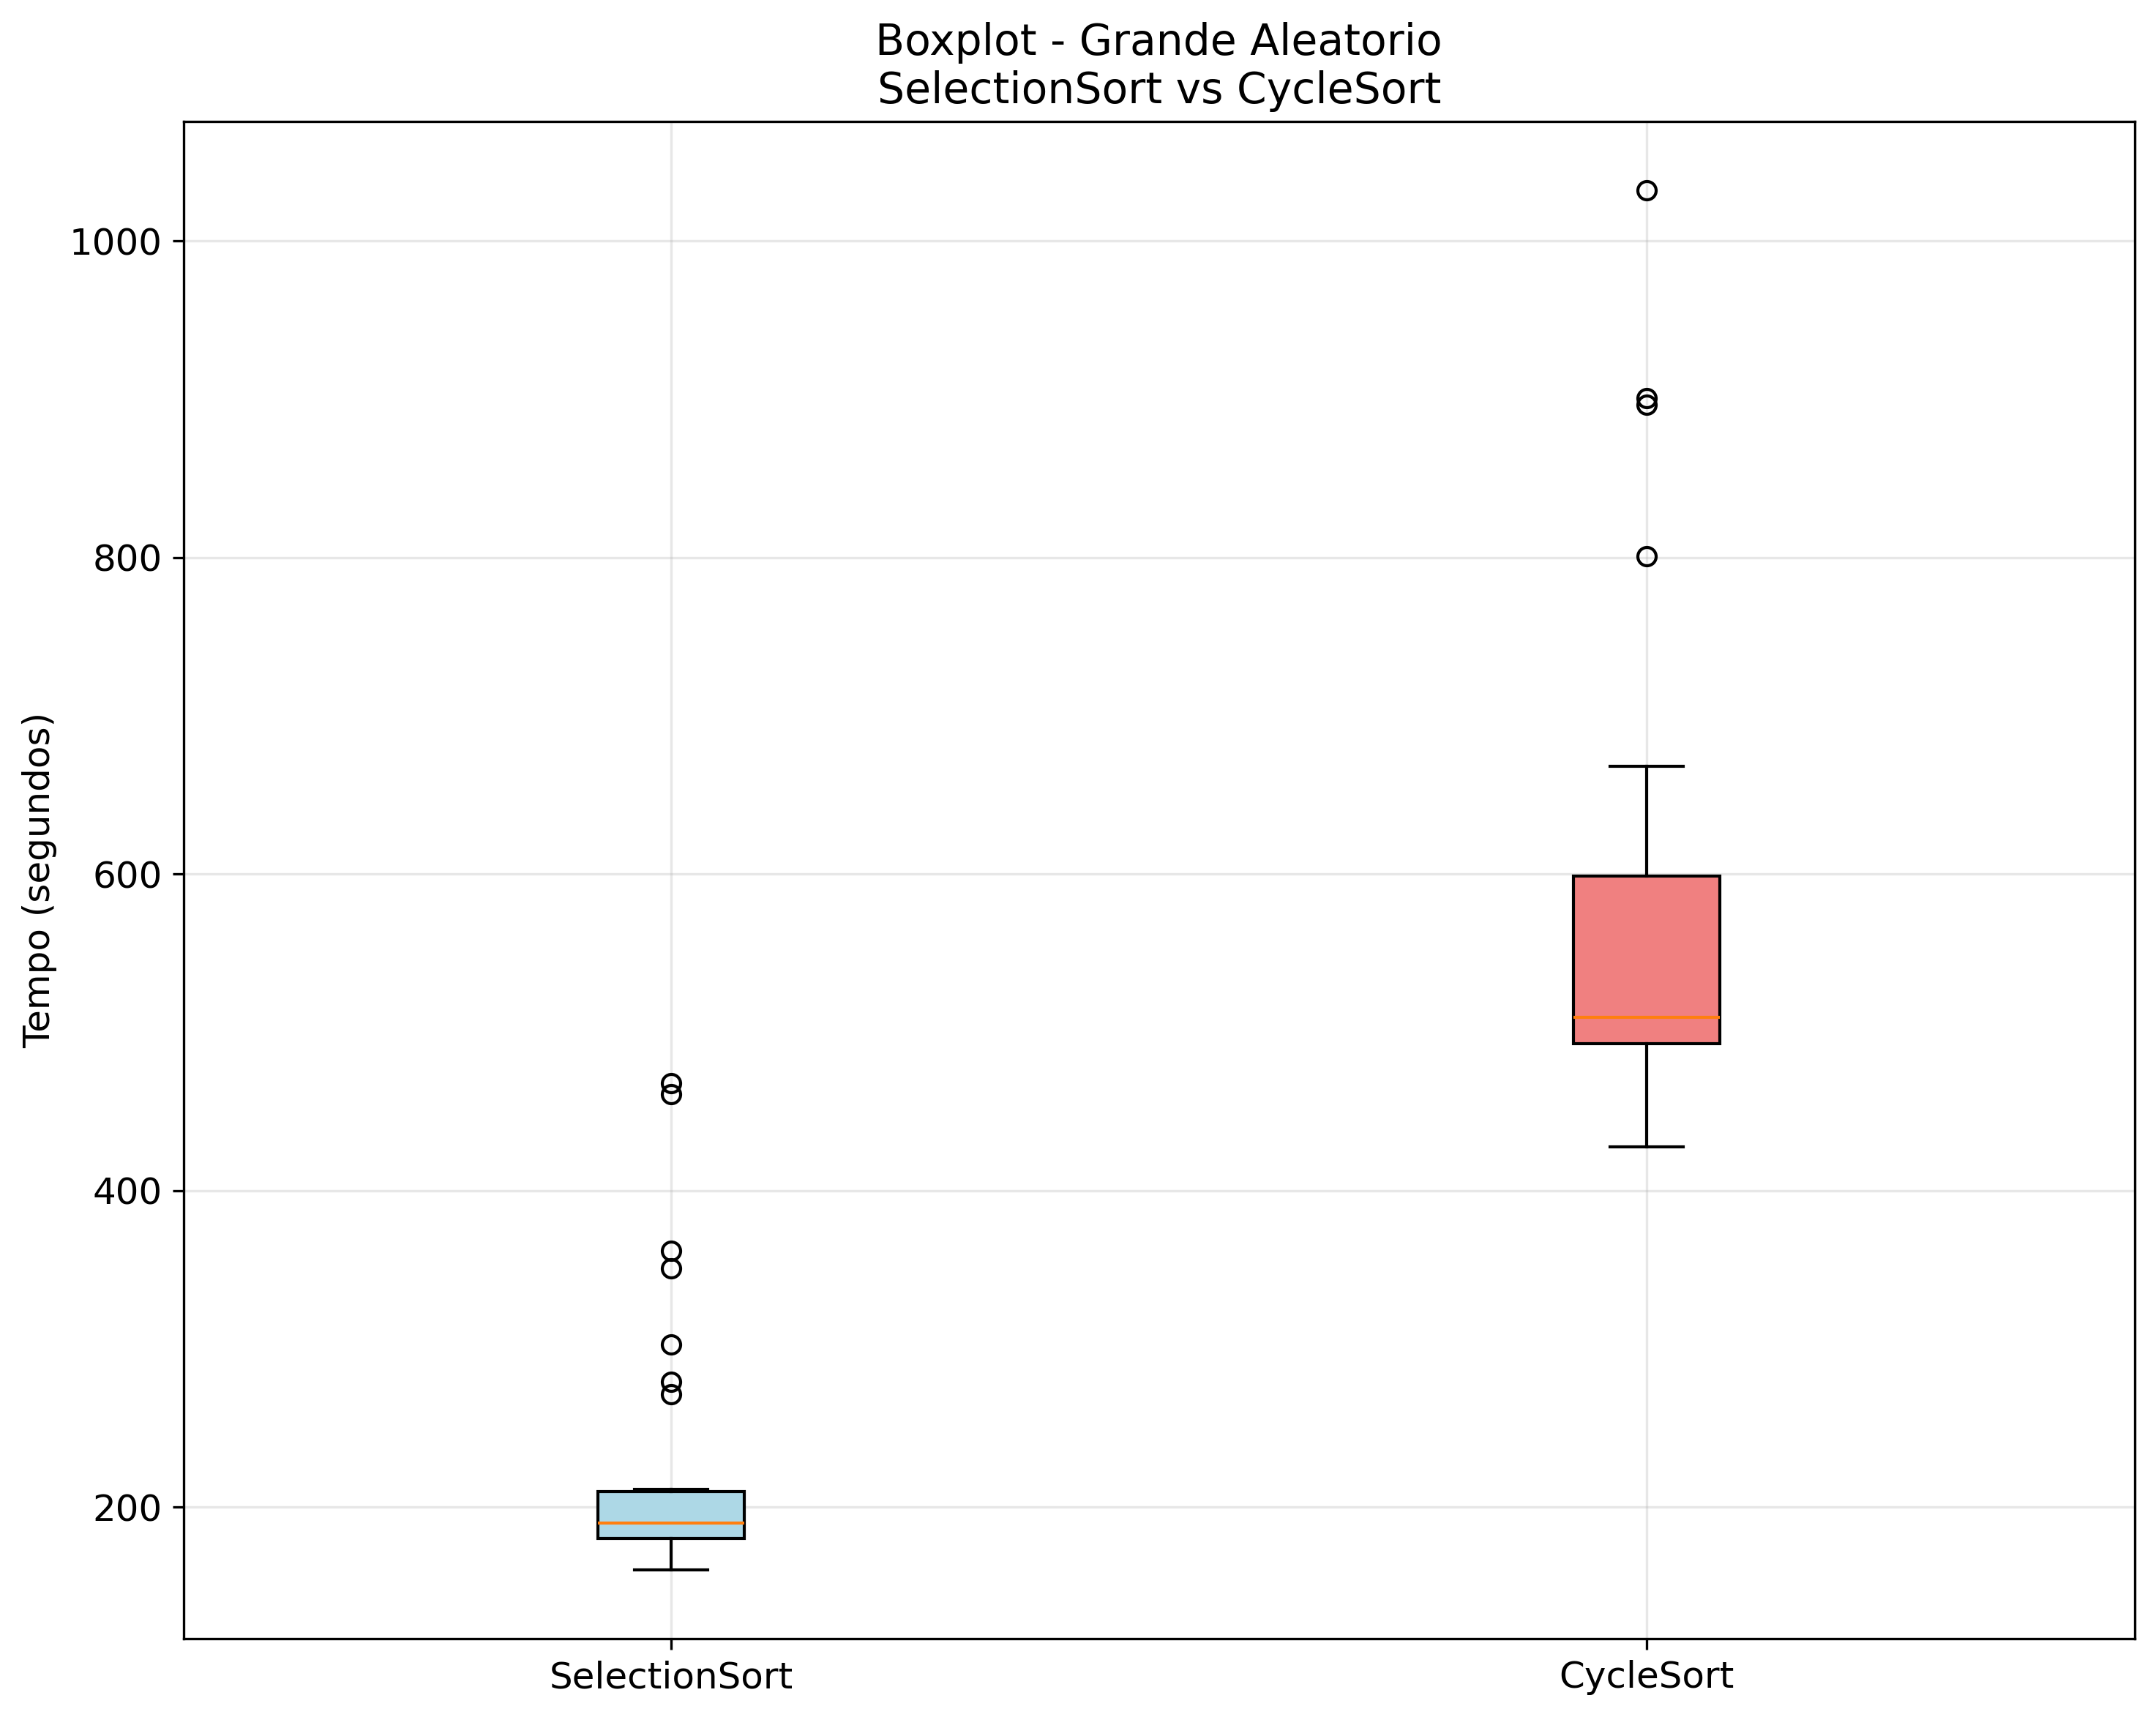 Boxplot - Grande Aleatorio
SelectionSort vs CycleSort
Tempo (segundos)
1000
800
600
400
200
SelectionSort
CycleSort